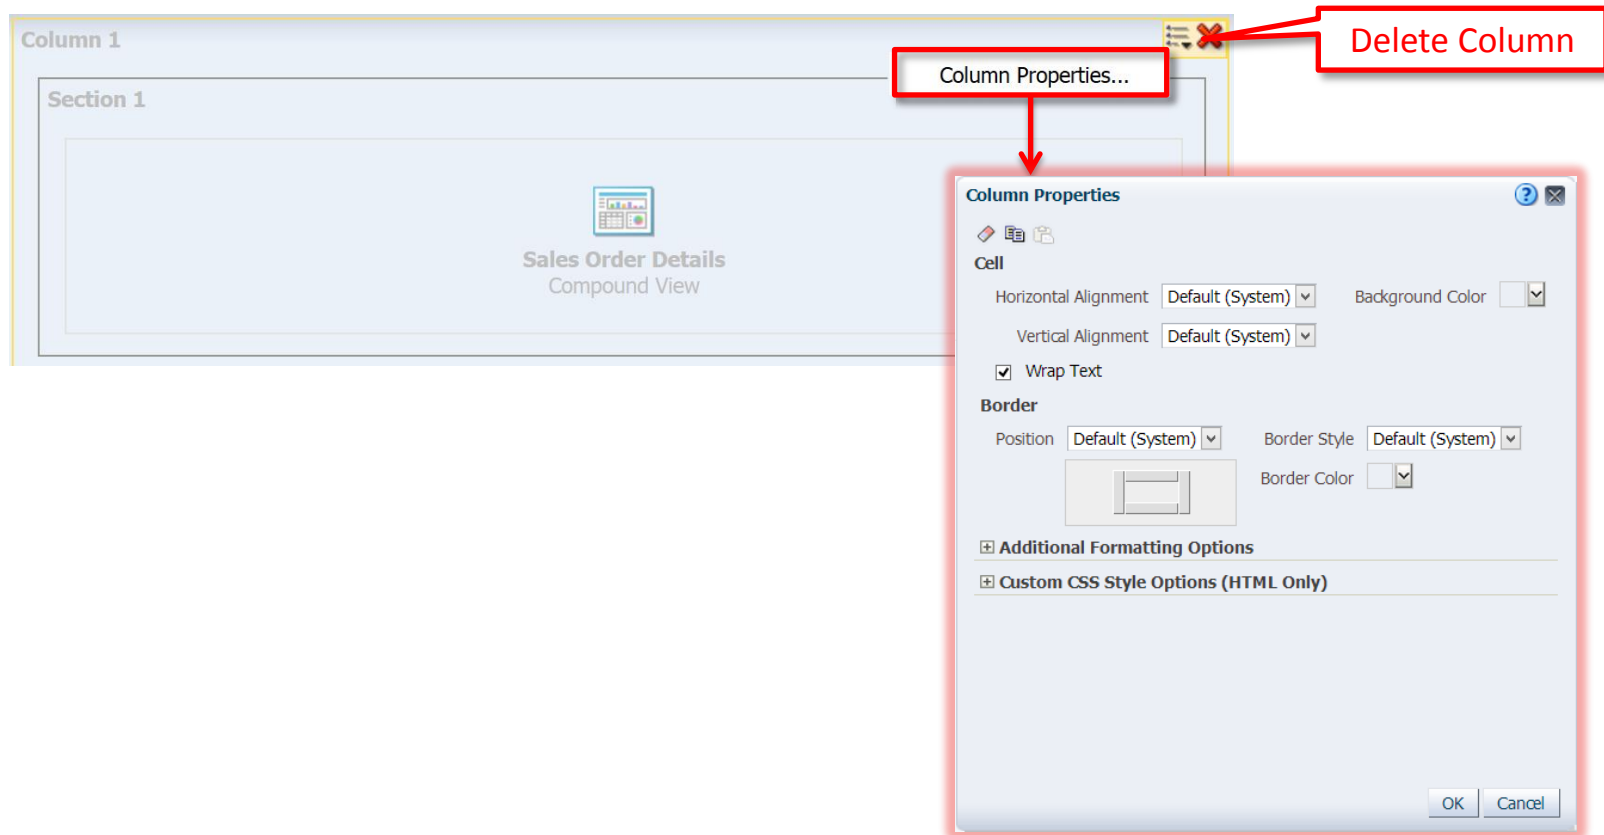 Column 1
Delete Column
Column Properties...
Section 1
Sales Order Details
Compound View
Column Properties
?
Cell
Horizontal Alignment Default (System) Background Color
Vertical Alignment Default (System)
Wrap Text
Border
Position Default (System) Border Style Default (System)
Border Color
Additional Formatting Options
Custom CSS Style Options (HTML Only)
OK Cancel